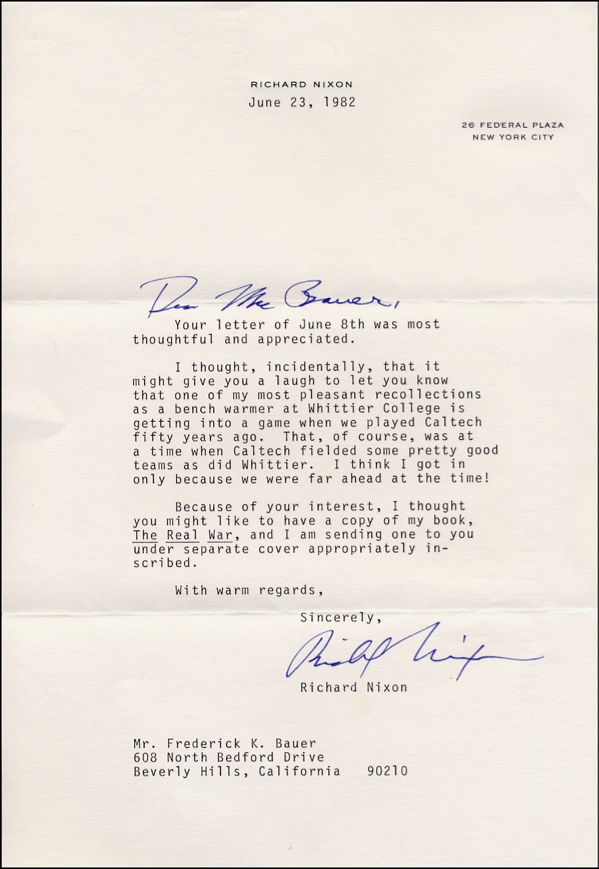 RICHARD NIXON
June 23, 1982
26 FEDERAL PLAZA
NEW YORK CITY
Dear Mr. Bauer,
Your letter of June 8th was most
thoughtful and appreciated.
I thought, incidentally, that it
might give you a laugh to let you know
that one of my most pleasant recollections
as a bench warmer at Whittier College is
getting into a game when we played Caltech
fifty years ago.  That, of course, was at
a time when Caltech fielded some pretty good
teams as did Whittier.  I think I got in
only because we were far ahead at the time!
Because of your interest, I thought
you might like to have a copy of my book,
The Real War, and I am sending one to you
under separate cover appropriately in-
scribed.
With warm regards,
Sincerely,
Richard Nixon
Richard Nixon
Mr. Frederick K. Bauer
608 North Bedford Drive
Beverly Hills, California   90210